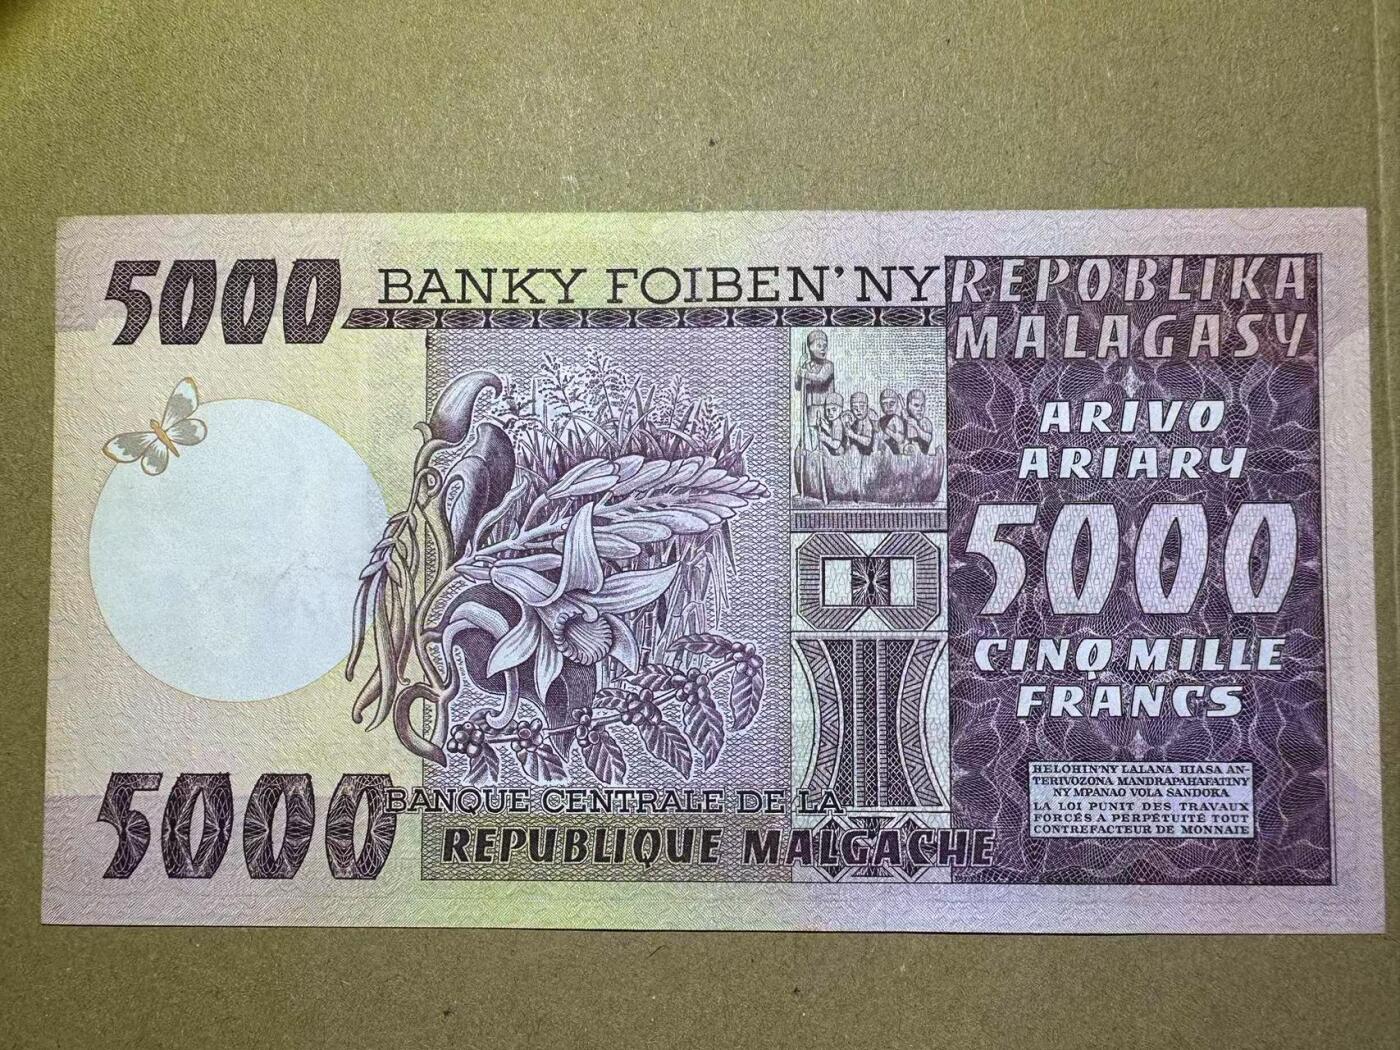 5000
BANKY FOIBEN'NY
REPOBLIKA
MALAGASY
ARIVO
ARIARY
5000
CINQ MILLE
FRANCS
HELOHIN'NY LALANA HIASA AN-
TERIVOZONA MANDRAPAHAFATINY
NY MPANAO VOLA SANDOKA
LA LOI PUNIT DES TRAVAUX
FORCÉS A PERPÉTUITÉ TOUT
CONTREFACTEUR DE MONNAIE
5000
BANQUE CENTRALE DE LA
REPUBLIQUE MALGACHE